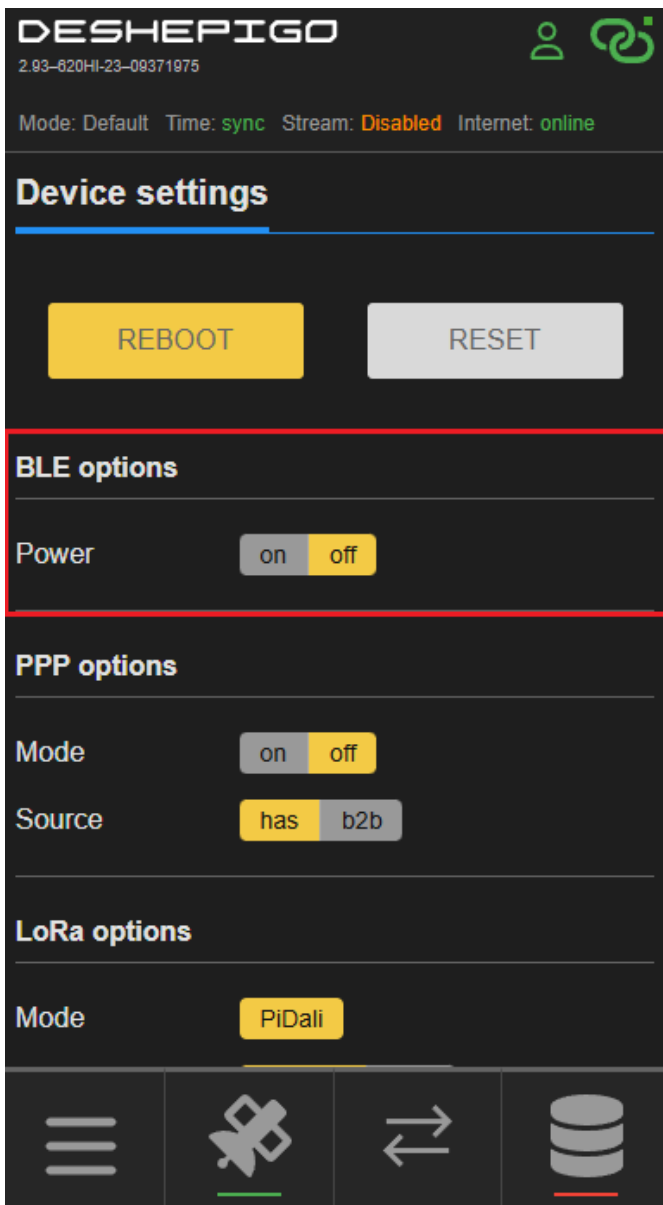 DESHEPIGO
2.93–620HI-23–09371975
Mode: Default Time: sync Stream: Disabled Internet: online
Device settings
REBOOT RESET
BLE options
Power on off
PPP options
Mode on off
Source has b2b
LoRa options
Mode PiDali